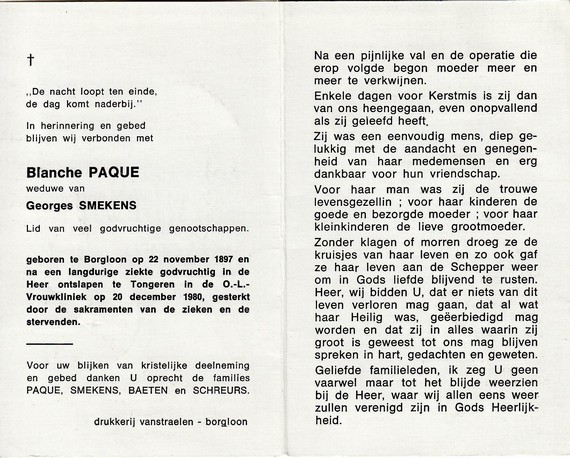 †
,,De nacht loopt ten einde,
de dag komt naderbij."
In herinnering en gebed
blijven wij verbonden met
Blanche PAQUE
weduwe van
Georges SMEKENS
Lid van veel godvruchtige genootschappen.
geboren te Borgloon op 22 november 1897 en
na een langdurige ziekte godvruchtig in de
Heer ontslapen te Tongeren in de O.-L.-
Vrouwkliniek op 20 december 1980, gesterkt
door de sakramenten van de zieken en de
stervenden.
Voor uw blijken van kristelijke deelneming
en gebed danken U oprecht de families
PAQUE, SMEKENS, BAETEN en SCHREURS.
drukkerij vanstraelen - borgloon
Na een pijnlijke val en de operatie die
erop volgde begon moeder meer en
meer te verkwijnen.
Enkele dagen voor Kerstmis is zij dan
van ons heengegaan, even onopvallend
als zij geleefd heeft.
Zij was een eenvoudig mens, diep ge-
lukkig met de aandacht en genegen-
heid van haar medemensen en erg
dankbaar voor hun vriendschap.
Voor haar man was zij de trouwe
levensgezellin ; voor haar kinderen de
goede en bezorgde moeder ; voor haar
kleinkinderen de lieve grootmoeder.
Zonder klagen of morren droeg ze de
kruisjes van haar leven en zo ook gaf
ze haar leven aan de Schepper weer
om in Gods liefde blijvend te rusten.
Heer, wij bidden U, dat er niets van dit
leven verloren mag gaan, dat al wat
haar Heilig was, geëerbiedigd mag
worden en dat zij in alles waarin zij
groot is geweest tot ons mag blijven
spreken in hart, gedachten en geweten.
Geliefde familieleden, ik zeg U geen
vaarwel maar tot het blijde weerzien
bij de Heer, waar wij allen eens weer
zullen verenigd zijn in Gods Heerlijk-
heid.